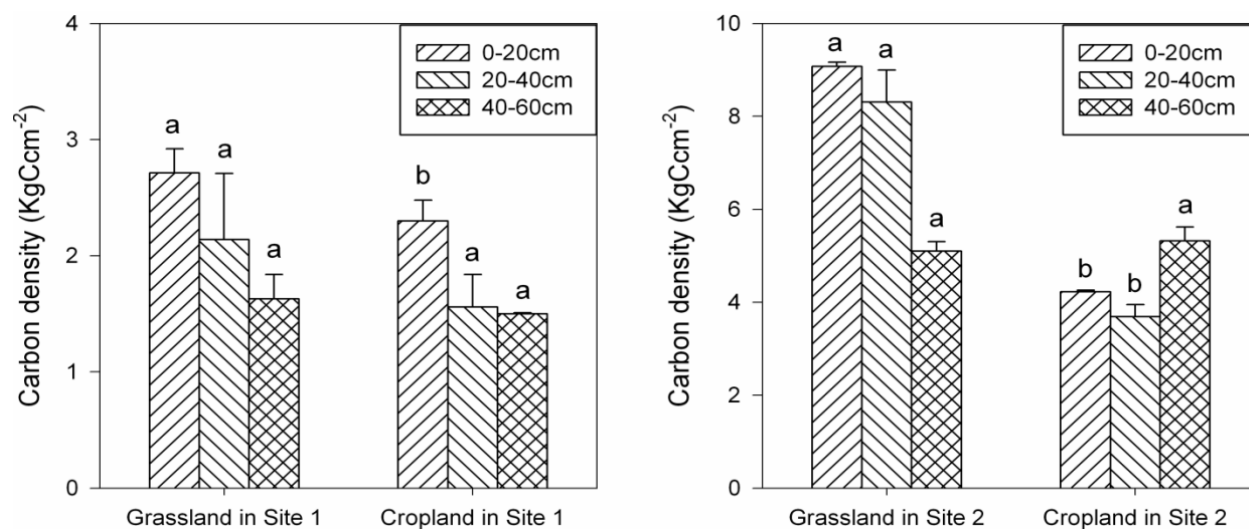 Carbon density (KgCcm-2)
4
3
2
1
0
0-20cm
20-40cm
40-60cm
a
a
a
b
a
a
Grassland in Site 1
Cropland in Site 1
Carbon density (KgCcm-2)
10
8
6
4
2
0
0-20cm
20-40cm
40-60cm
a
a
a
b
b
a
Grassland in Site 2
Cropland in Site 2